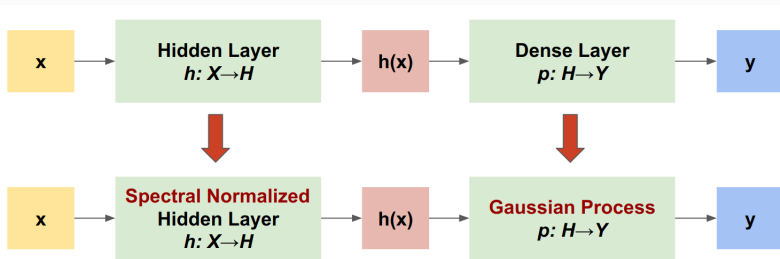 x
Hidden Layer
h: X→H
h(x)
Dense Layer
p: H→Y
y
x
Spectral Normalized
Hidden Layer
h: X→H
h(x)
Gaussian Process
p: H→Y
y